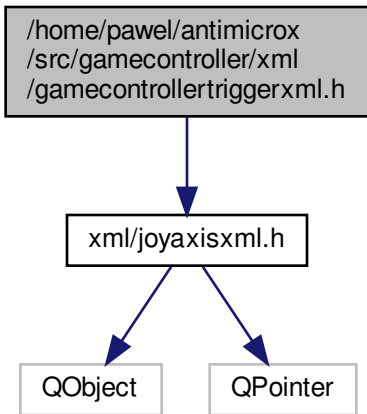 /home/pawel/antimicrox
/src/gamecontroller/xml
/gamecontrollertriggerxml.h
xml/joyaxisxml.h
QObject
QPointer